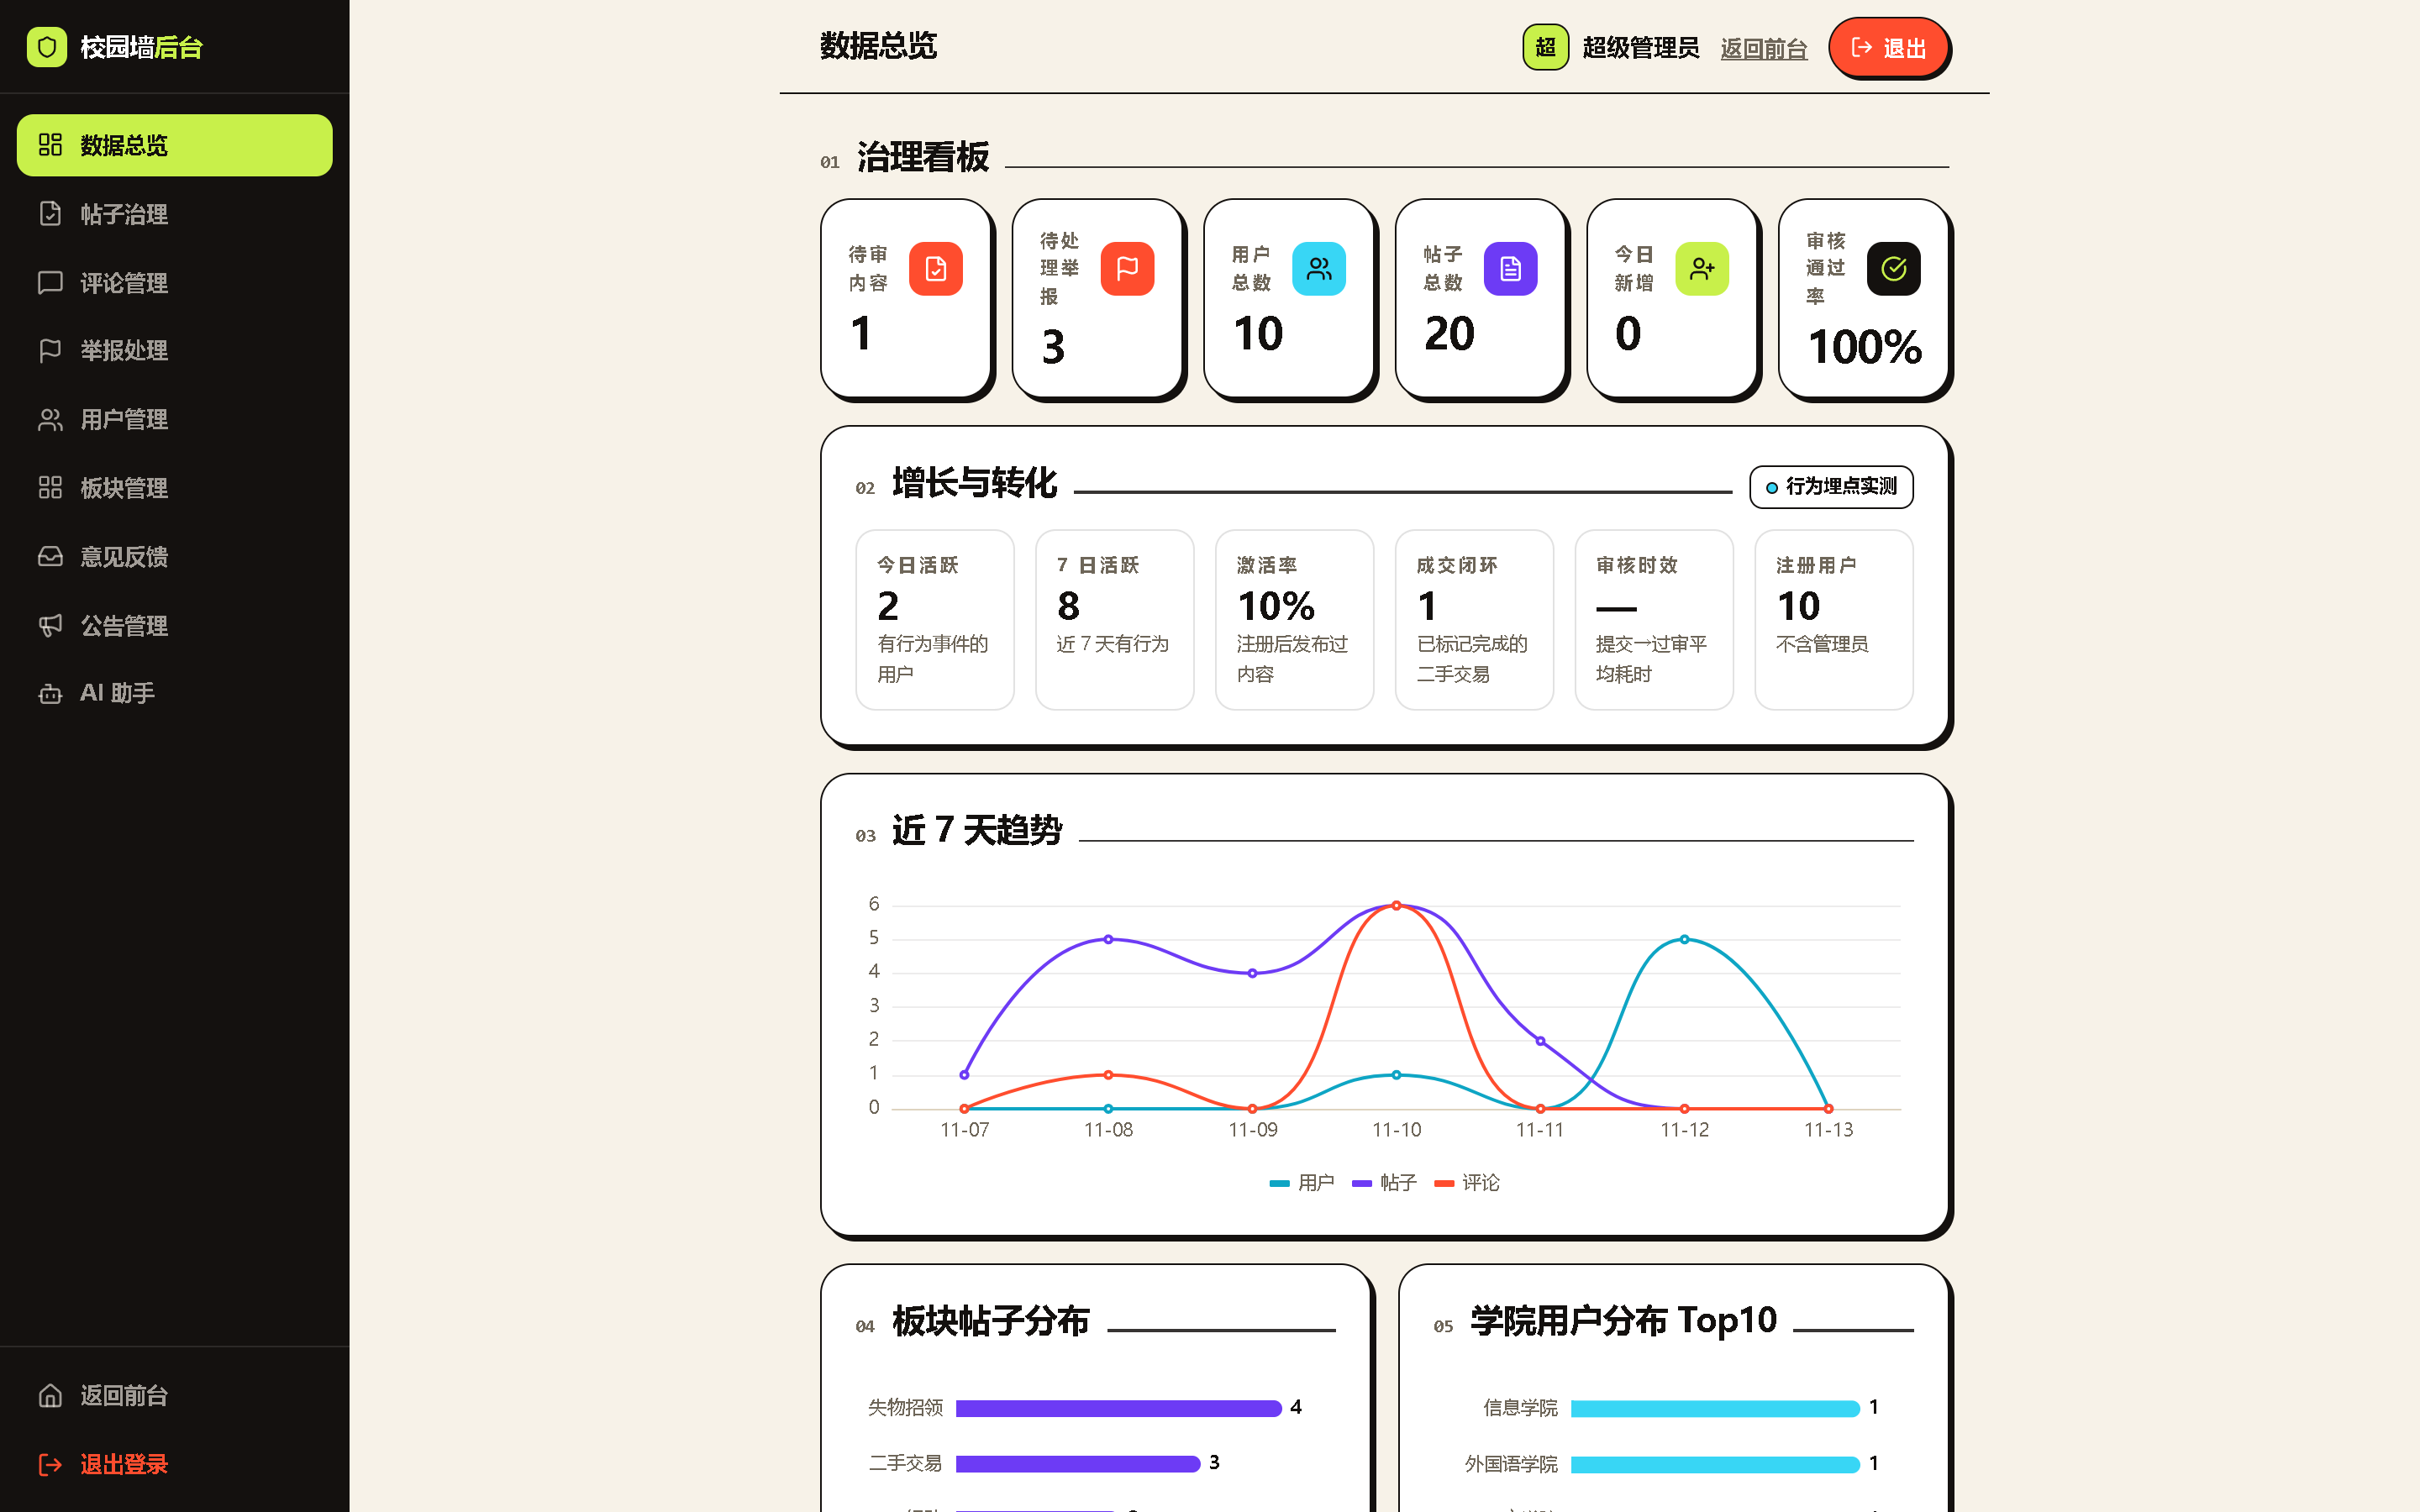 校园墙后台
数据总览
帖子治理
评论管理
举报处理
用户管理
板块管理
意见反馈
公告管理
AI 助手
返回前台
退出登录
数据总览
超 超级管理员 返回前台 退出
01 治理看板
待审
内容
1
待处
理举
报
3
用户
总数
10
帖子
总数
20
今日
新增
0
审核
通过
率
100%
02 增长与转化
行为埋点实测
今日活跃
2
有行为事件的
用户
7 日活跃
8
近 7 天有行为
激活率
10%
注册后发布过
内容
成交闭环
1
已标记完成的
二手交易
审核时效
—
提交→过审平
均耗时
注册用户
10
不含管理员
03 近 7 天趋势
6
5
4
3
2
1
0
11-07 11-08 11-09 11-10 11-11 11-12 11-13
用户 帖子 评论
04 板块帖子分布
失物招领 4
二手交易 3
05 学院用户分布 Top10
信息学院 1
外国语学院 1